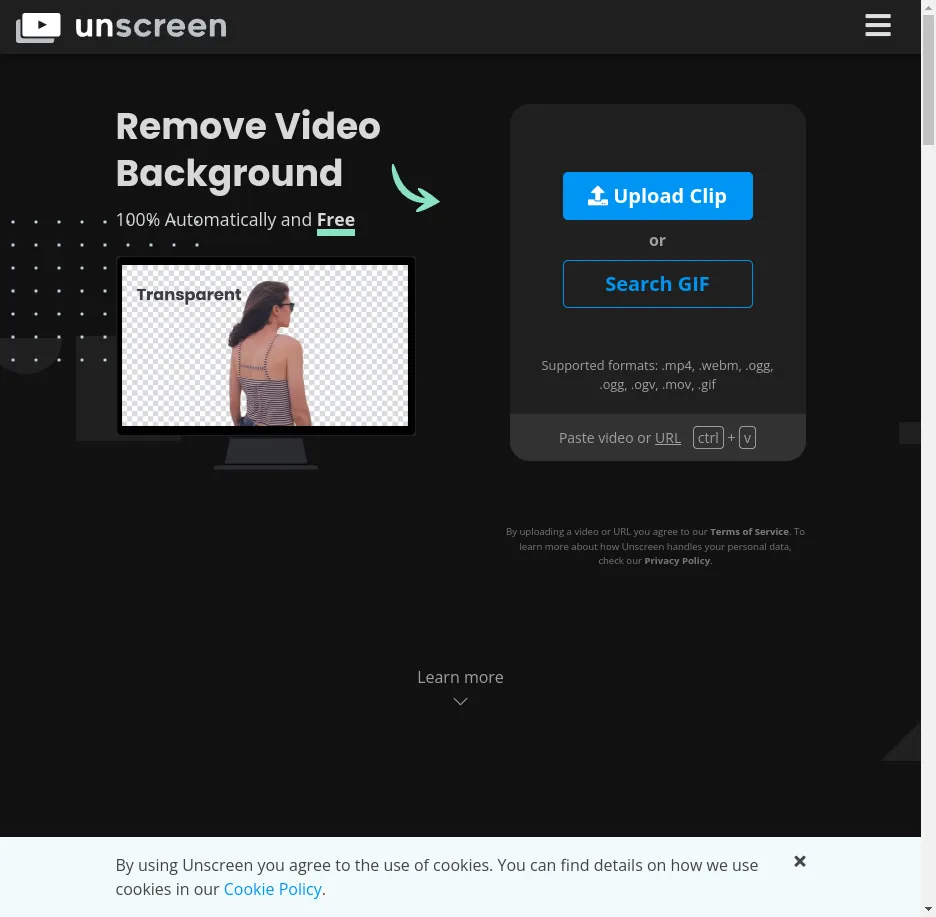 unscreen
Remove Video
Background
100% Automatically and Free
Transparent
Upload Clip
or
Search GIF
Supported formats: .mp4, .webm, .ogg,
.ogg, .ogv, .mov, .gif
Paste video or URL ctrl + v
By uploading a video or URL you agree to our Terms of Service. To
learn more about how Unscreen handles your personal data,
check our Privacy Policy.
Learn more
By using Unscreen you agree to the use of cookies. You can find details on how we use
cookies in our Cookie Policy.